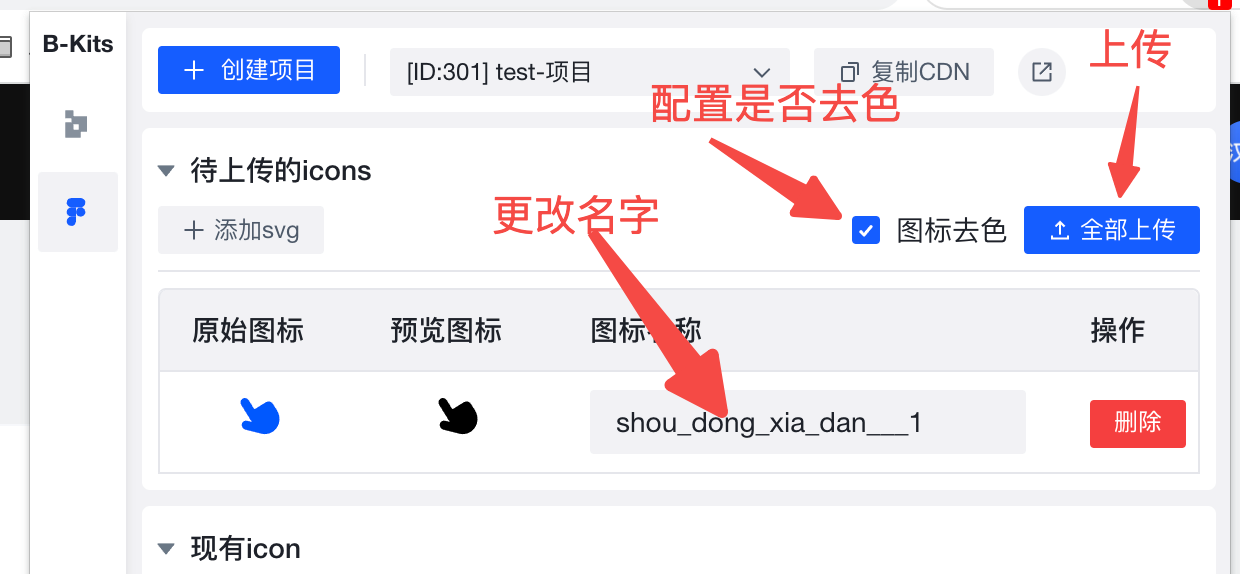 B-Kits
创建项目
[ID:301] test-项目
复制CDN
上传
配置是否去色
待上传的icons
更改名字
添加svg
图标去色
全部上传
原始图标
预览图标
图标名称
操作
shou_dong_xia_dan___1
删除
现有icon